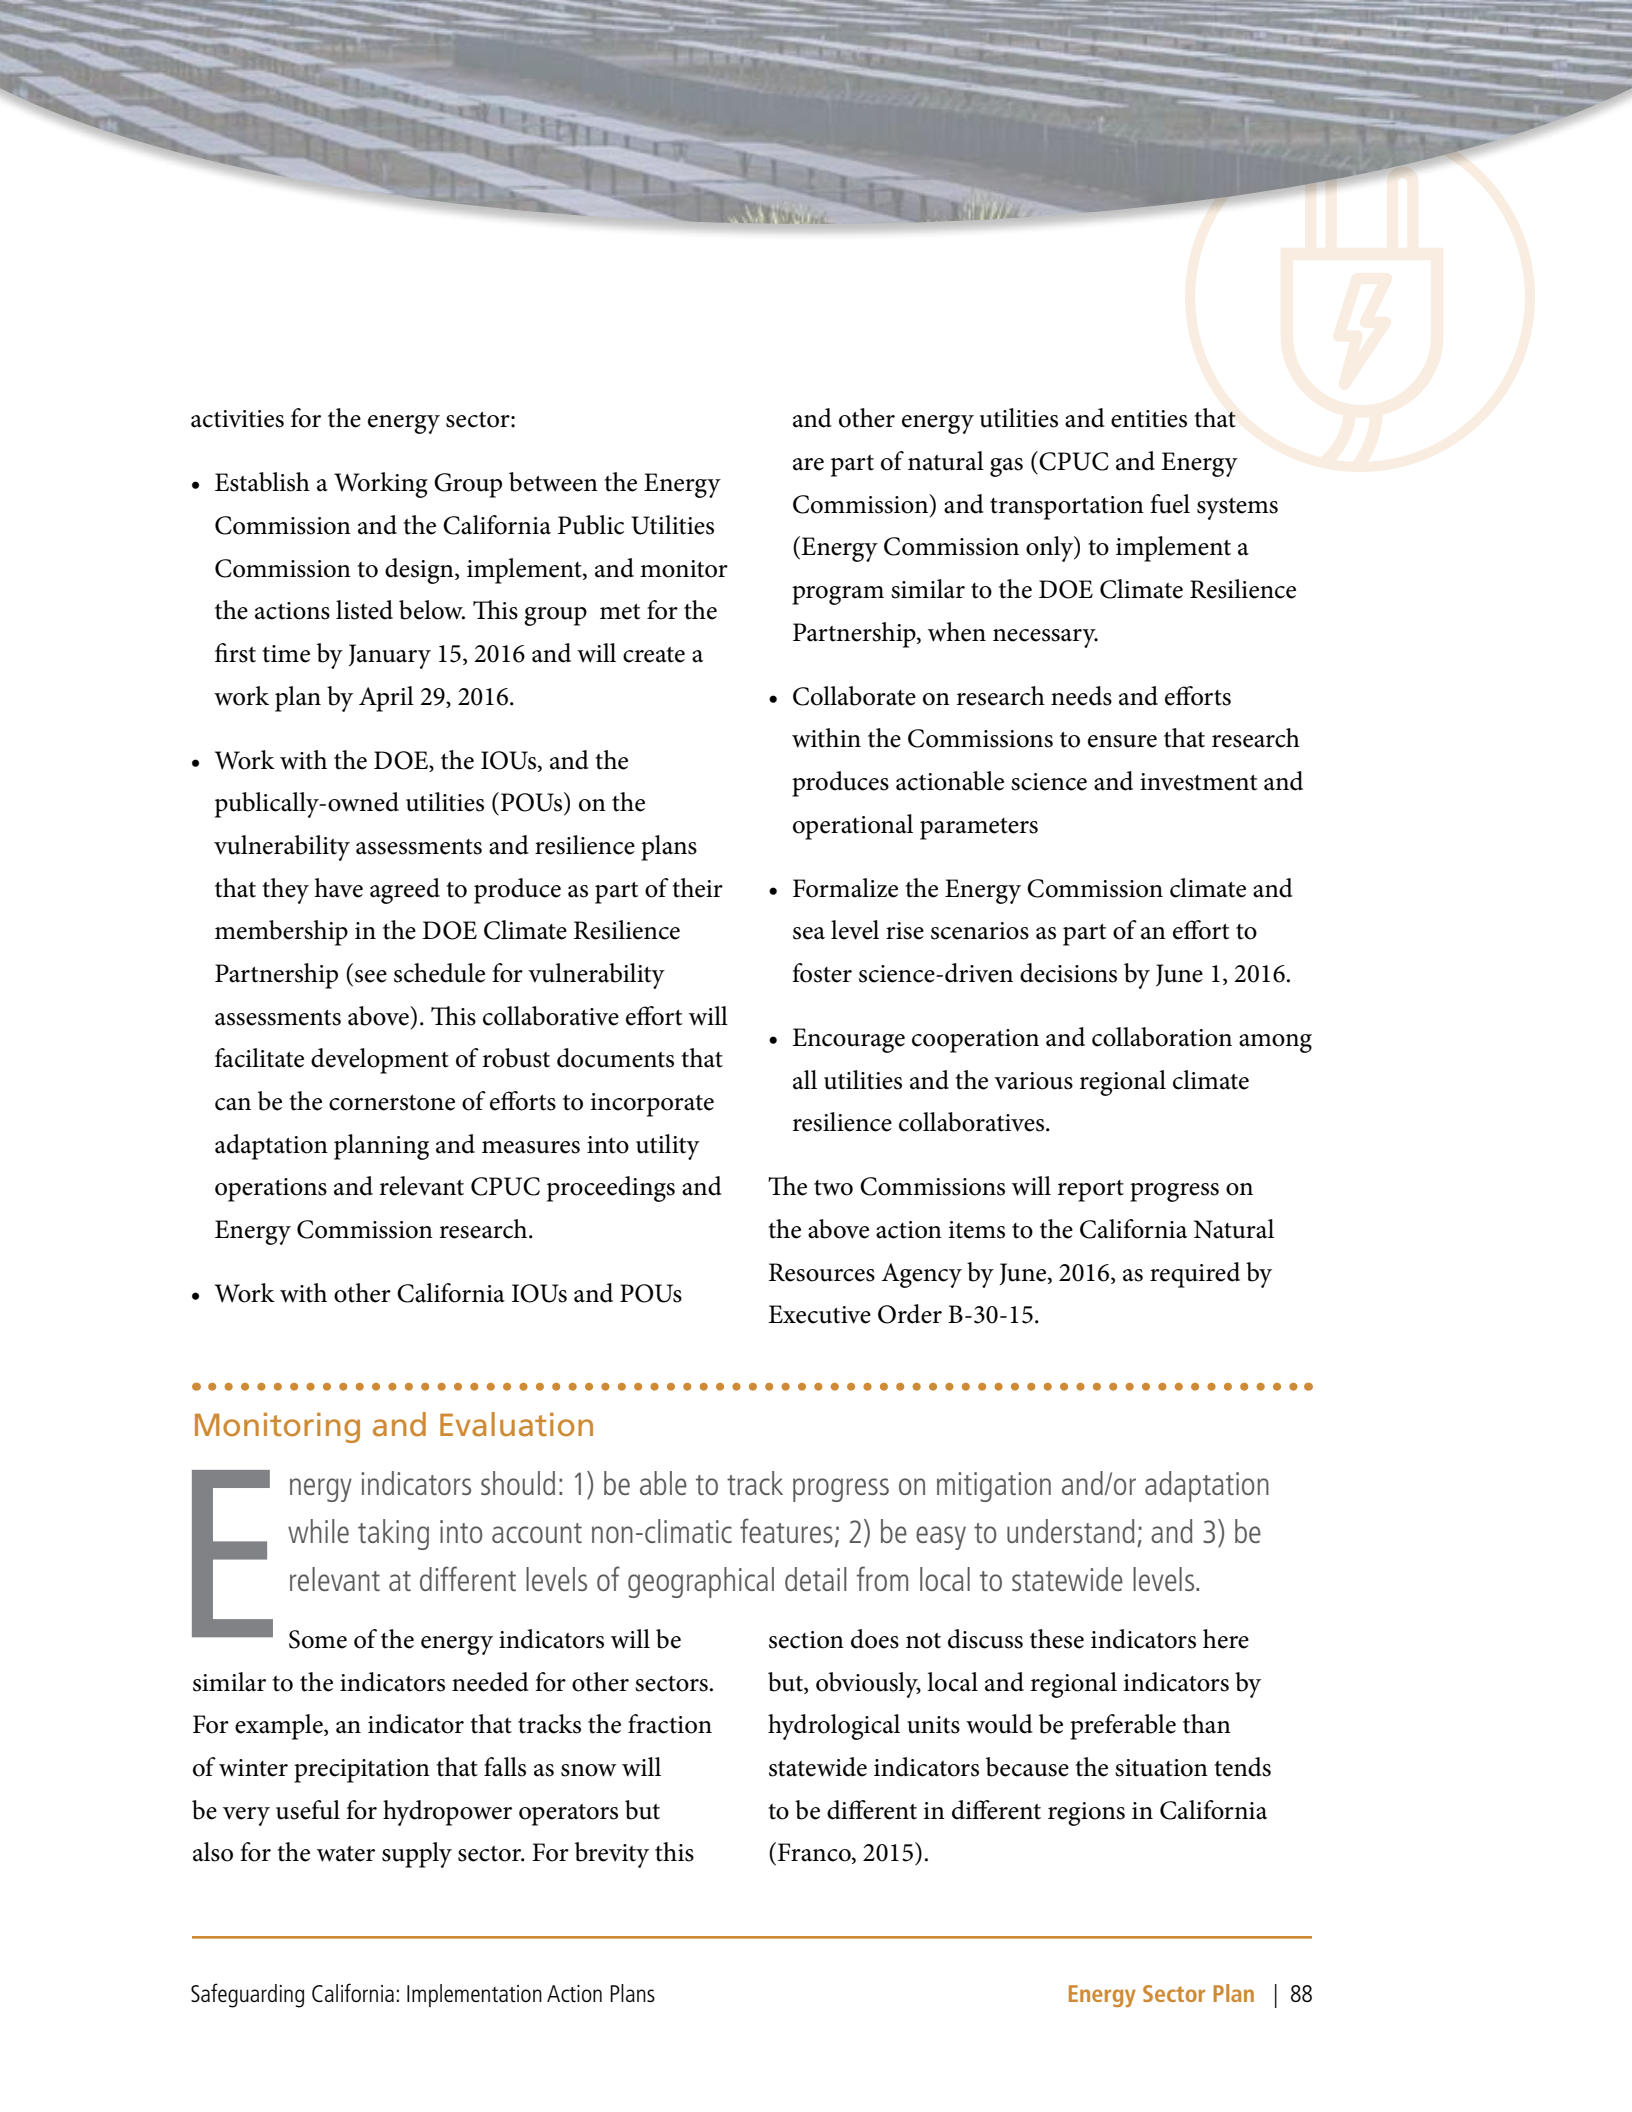 activities for the energy sector:
• Establish a Working Group between the Energy
Commission and the California Public Utilities
Commission to design, implement, and monitor
the actions listed below. This group  met for the
first time by January 15, 2016 and will create a
work plan by April 29, 2016.
• Work with the DOE, the IOUs, and the
publically-owned utilities (POUs) on the
vulnerability assessments and resilience plans
that they have agreed to produce as part of their
membership in the DOE Climate Resilience
Partnership (see schedule for vulnerability
assessments above). This collaborative effort will
facilitate development of robust documents that
can be the cornerstone of efforts to incorporate
adaptation planning and measures into utility
operations and relevant CPUC proceedings and
Energy Commission research.
• Work with other California IOUs and POUs
and other energy utilities and entities that
are part of natural gas (CPUC and Energy
Commission) and transportation fuel systems
(Energy Commission only) to implement a
program similar to the DOE Climate Resilience
Partnership, when necessary.
• Collaborate on research needs and efforts
within the Commissions to ensure that research
produces actionable science and investment and
operational parameters
• Formalize the Energy Commission climate and
sea level rise scenarios as part of an effort to
foster science-driven decisions by June 1, 2016.
• Encourage cooperation and collaboration among
all utilities and the various regional climate
resilience collaboratives.
The two Commissions will report progress on
the above action items to the California Natural
Resources Agency by June, 2016, as required by
Executive Order B-30-15.
Monitoring and Evaluation
Energy indicators should: 1) be able to track progress on mitigation and/or adaptation
while taking into account non-climatic features; 2) be easy to understand; and 3) be
relevant at different levels of geographical detail from local to statewide levels.
Some of the energy indicators will be
similar to the indicators needed for other sectors.
For example, an indicator that tracks the fraction
of winter precipitation that falls as snow will
be very useful for hydropower operators but
also for the water supply sector. For brevity this
section does not discuss these indicators here
but, obviously, local and regional indicators by
hydrological units would be preferable than
statewide indicators because the situation tends
to be different in different regions in California
(Franco, 2015).
Safeguarding California: Implementation Action Plans
Energy Sector Plan | 88